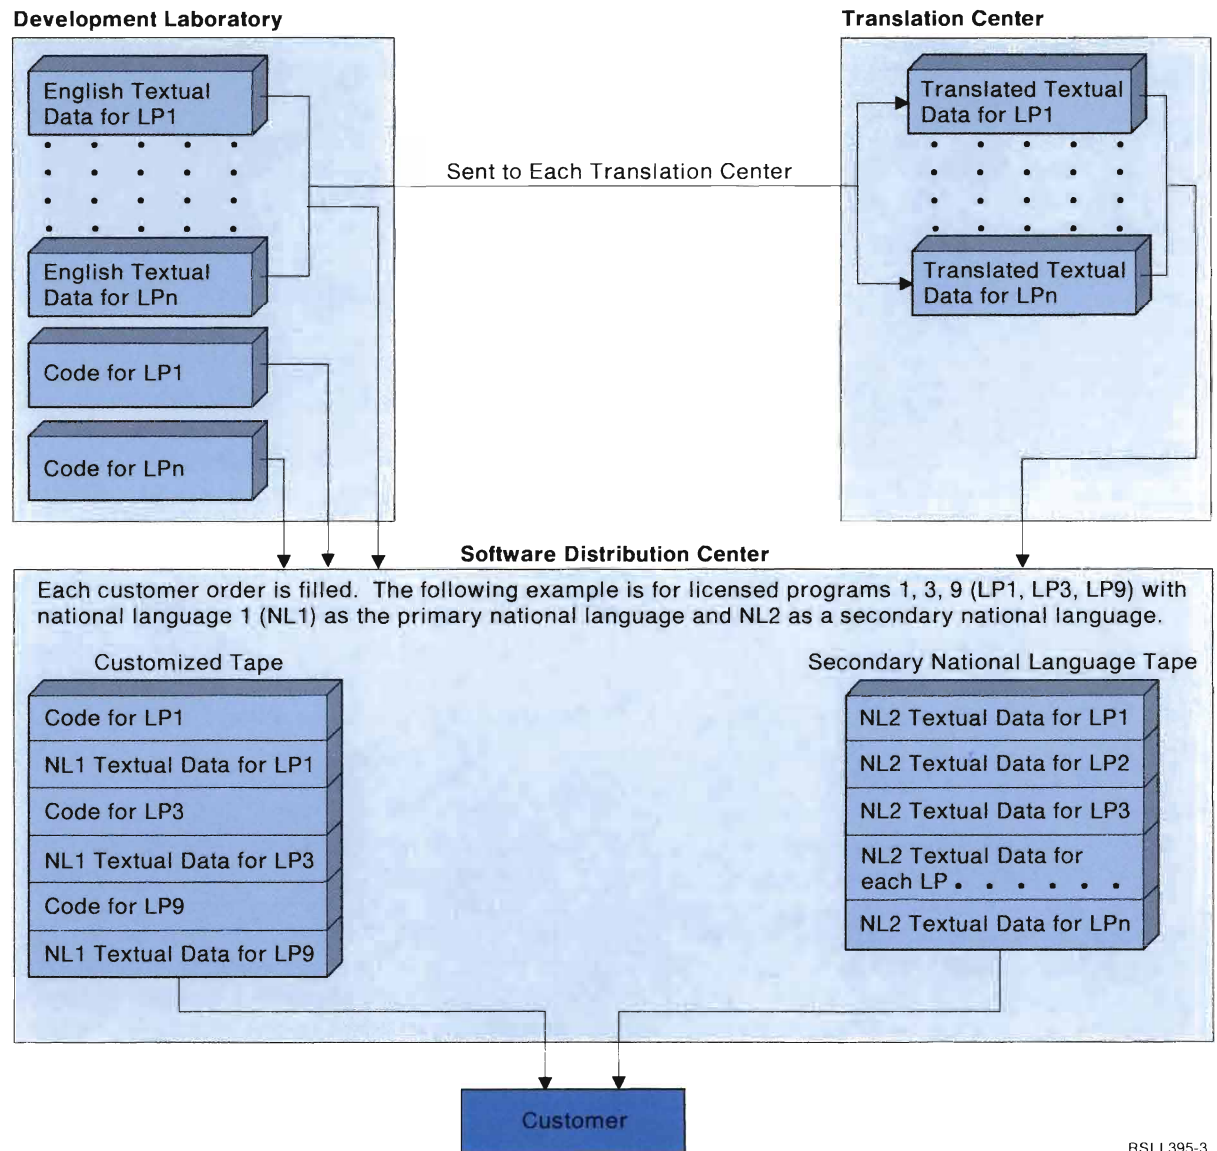 Development Laboratory
Translation Center
English Textual
Data for LP1
Translated Textual
Data for LP1
Sent to Each Translation Center
English Textual
Data for LPn
Translated Textual
Data for LPn
Code for LP1
Code for LPn
Software Distribution Center
Each customer order is filled. The following example is for licensed programs 1, 3, 9 (LP1, LP3, LP9) with
national language 1 (NL1) as the primary national language and NL2 as a secondary national language.
Customized Tape
Code for LP1
NL1 Textual Data for LP1
Code for LP3
NL1 Textual Data for LP3
Code for LP9
NL1 Textual Data for LP9
Secondary National Language Tape
NL2 Textual Data for LP1
NL2 Textual Data for LP2
NL2 Textual Data for LP3
NL2 Textual Data for
each LP . . . . . .
NL2 Textual Data for LPn
Customer
RSLL395-3